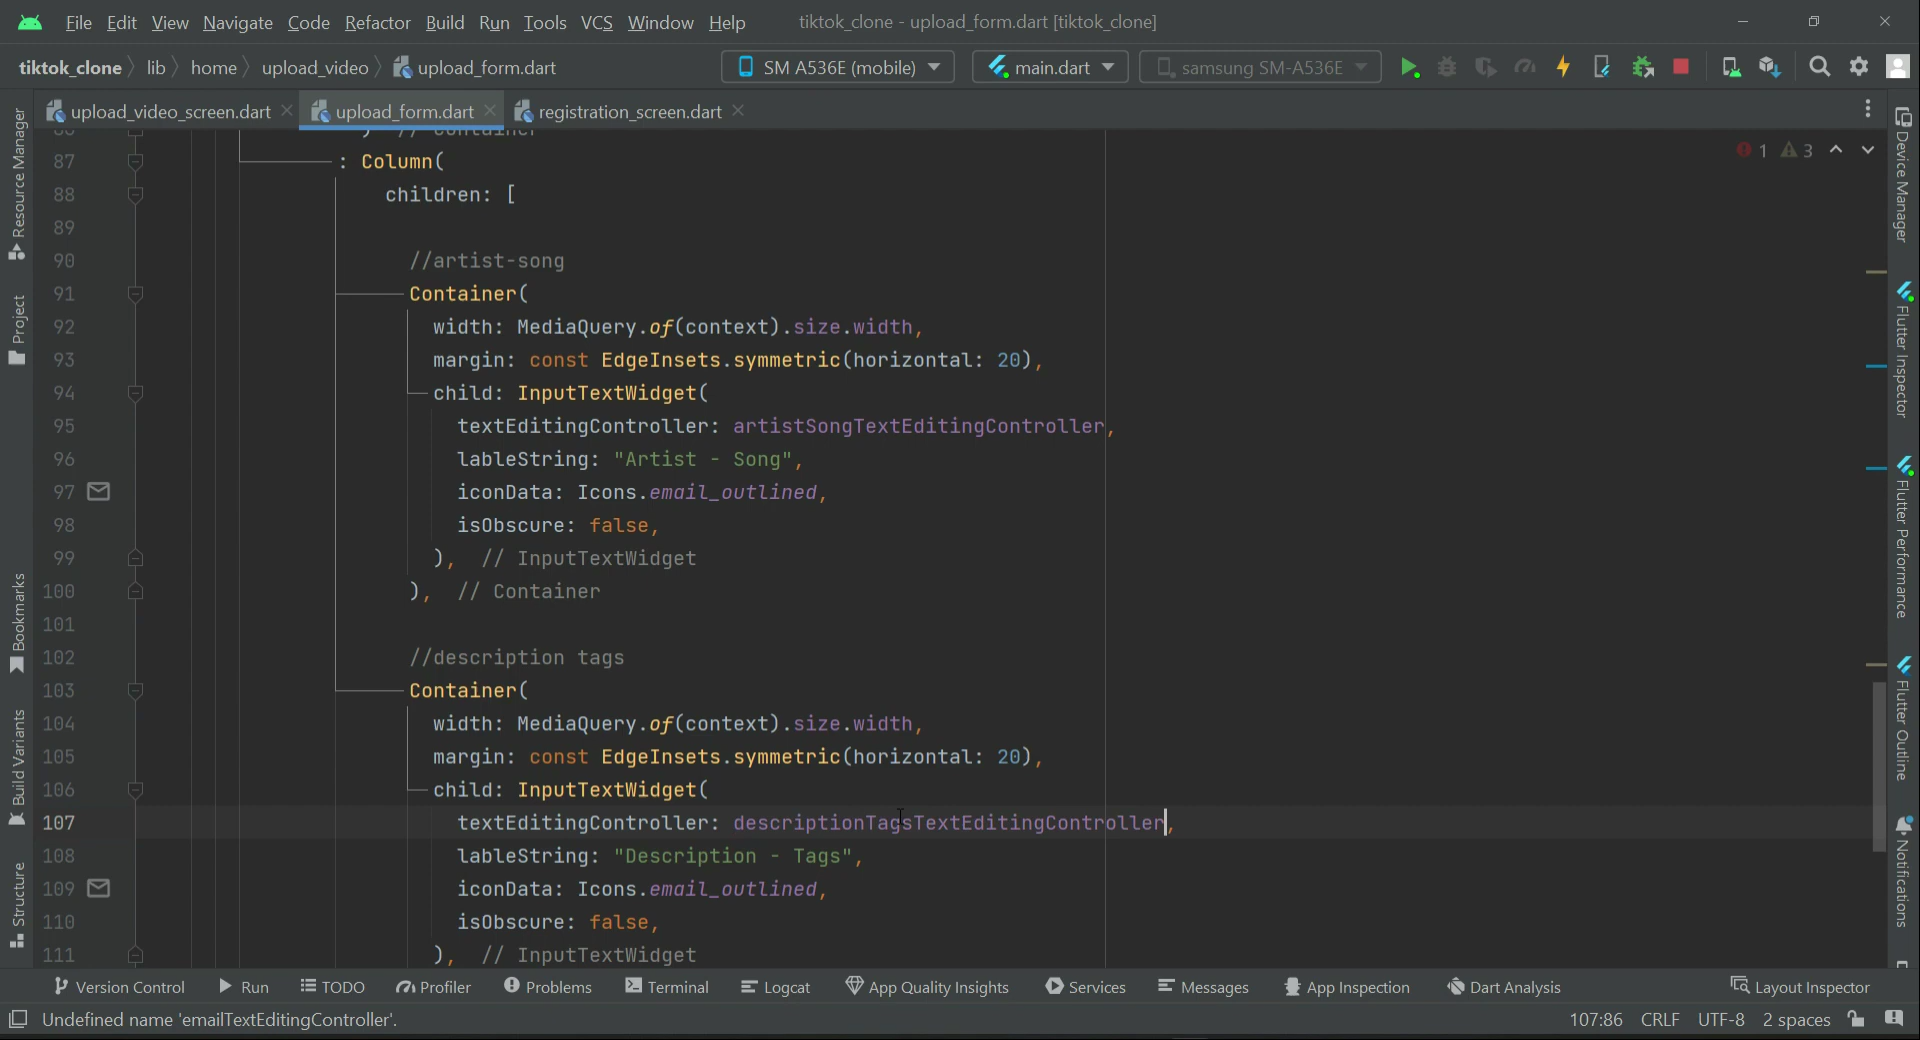 File Edit View Navigate Code Refactor Build Run Tools VCS Window Help tiktok_clone - upload_form.dart [tiktok_clone]
tiktok_clone lib home upload_video upload_form.dart SM A536E (mobile) main.dart samsung SM-A536E
upload_video_screen.dart upload_form.dart registration_screen.dart
1 3
87 : Column(
88 children: [
89
90 //artist-song
91 Container(
92 width: MediaQuery.of(context).size.width,
93 margin: const EdgeInsets.symmetric(horizontal: 20),
94 child: InputTextWidget(
95 textEditingController: artistSongTextEditingController,
96 lableString: "Artist - Song",
97 iconData: Icons.email_outlined,
98 isObscure: false,
99 ), // InputTextWidget
100 ), // Container
101
102 //description tags
103 Container(
104 width: MediaQuery.of(context).size.width,
105 margin: const EdgeInsets.symmetric(horizontal: 20),
106 child: InputTextWidget(
107 textEditingController: descriptionTagsTextEditingController,
108 lableString: "Description - Tags",
109 iconData: Icons.email_outlined,
110 isObscure: false,
111 ), // InputTextWidget
Resource Manager
Project
Bookmarks
Build Variants
Structure
Device Manager
Flutter Inspector
Flutter Performance
Flutter Outline
Notifications
Version Control Run TODO Profiler Problems Terminal Logcat App Quality Insights Services Messages App Inspection Dart Analysis Layout Inspector
Undefined name 'emailTextEditingController'. 107:86 CRLF UTF-8 2 spaces